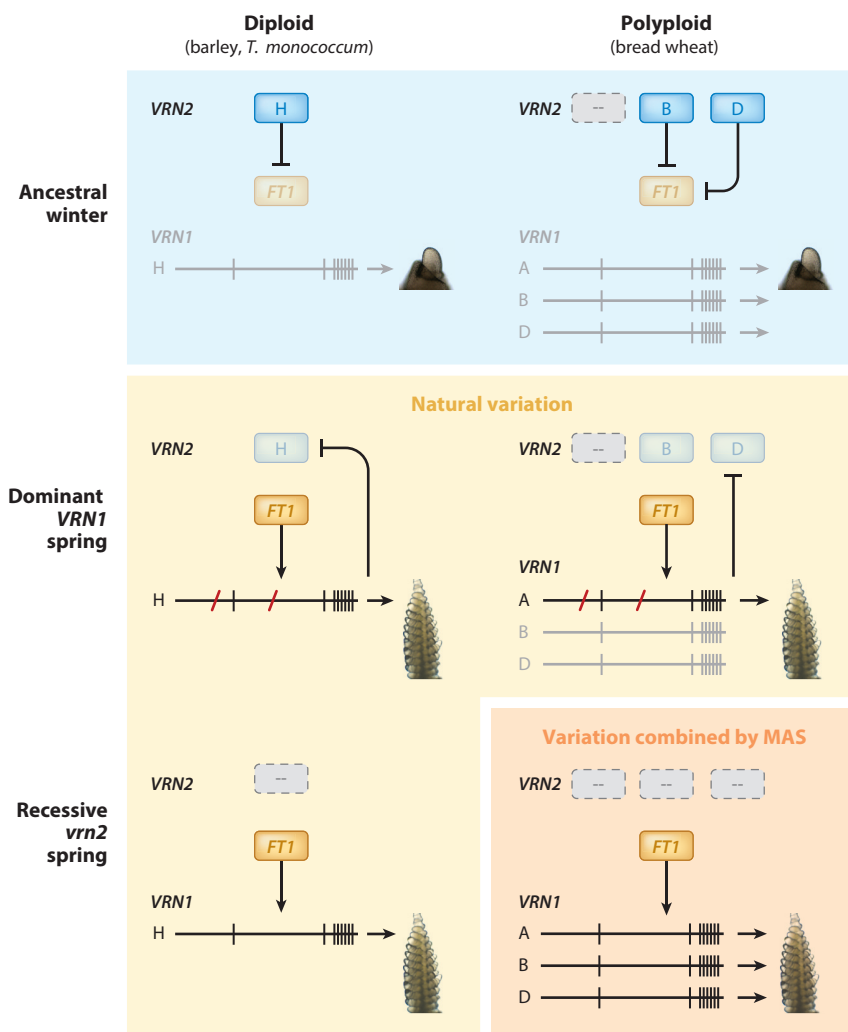 Diploid
(barley, T. monococcum)
Polyploid
(bread wheat)
Ancestral
winter
VRN2
H
FT1
VRN1
H
VRN2
--
B
D
FT1
VRN1
A
B
D
Natural variation
Dominant
VRN1
spring
VRN2
H
FT1
H
VRN2
--
B
D
FT1
VRN1
A
B
D
Recessive
vrn2
spring
VRN2
--
FT1
VRN1
H
Variation combined by MAS
VRN2
--
--
--
FT1
VRN1
A
B
D